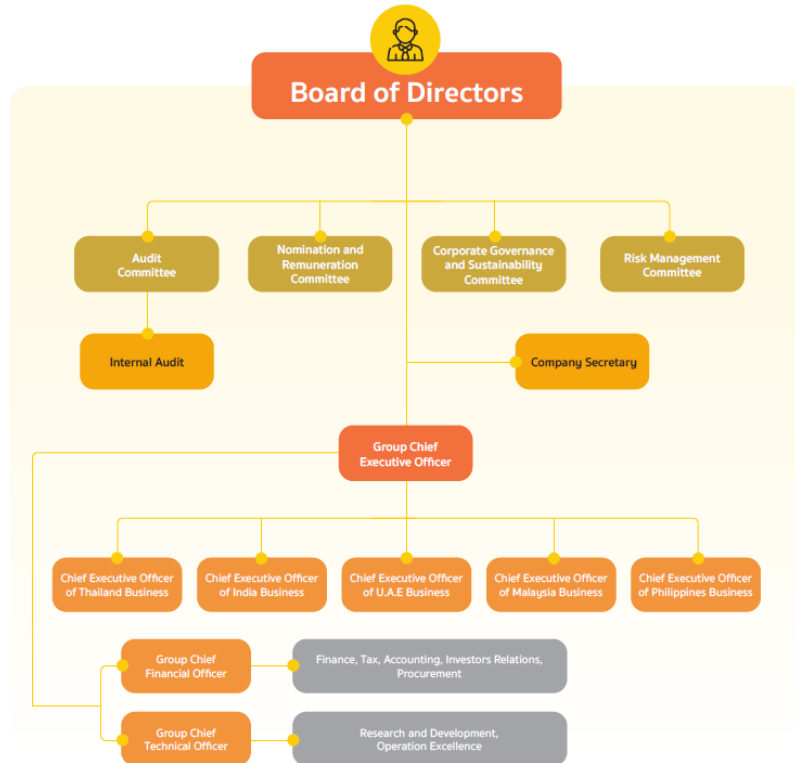 Board of Directors
Audit
Committee
Nomination and
Remuneration
Committee
Corporate Governance
and Sustainability
Committee
Risk Management
Committee
Internal Audit
Company Secretary
Group Chief
Executive Officer
Chief Executive Officer
of Thailand Business
Chief Executive Officer
of India Business
Chief Executive Officer
of U.A.E Business
Chief Executive Officer
of Malaysia Business
Chief Executive Officer
of Philippines Business
Group Chief
Financial Officer
Finance, Tax, Accounting, Investors Relations,
Procurement
Group Chief
Technical Officer
Research and Development,
Operation Excellence